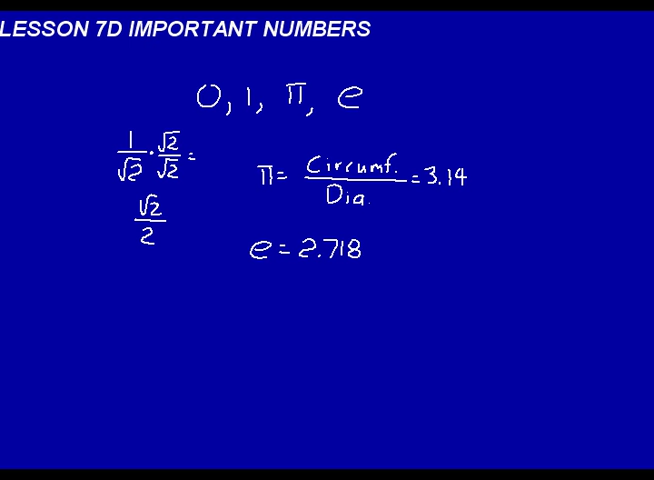 LESSON 7D IMPORTANT NUMBERS
0, 1, π, e
1/√2 · √2/√2 =
√2/2
π = Circumf./Dia. = 3.14
e = 2.718